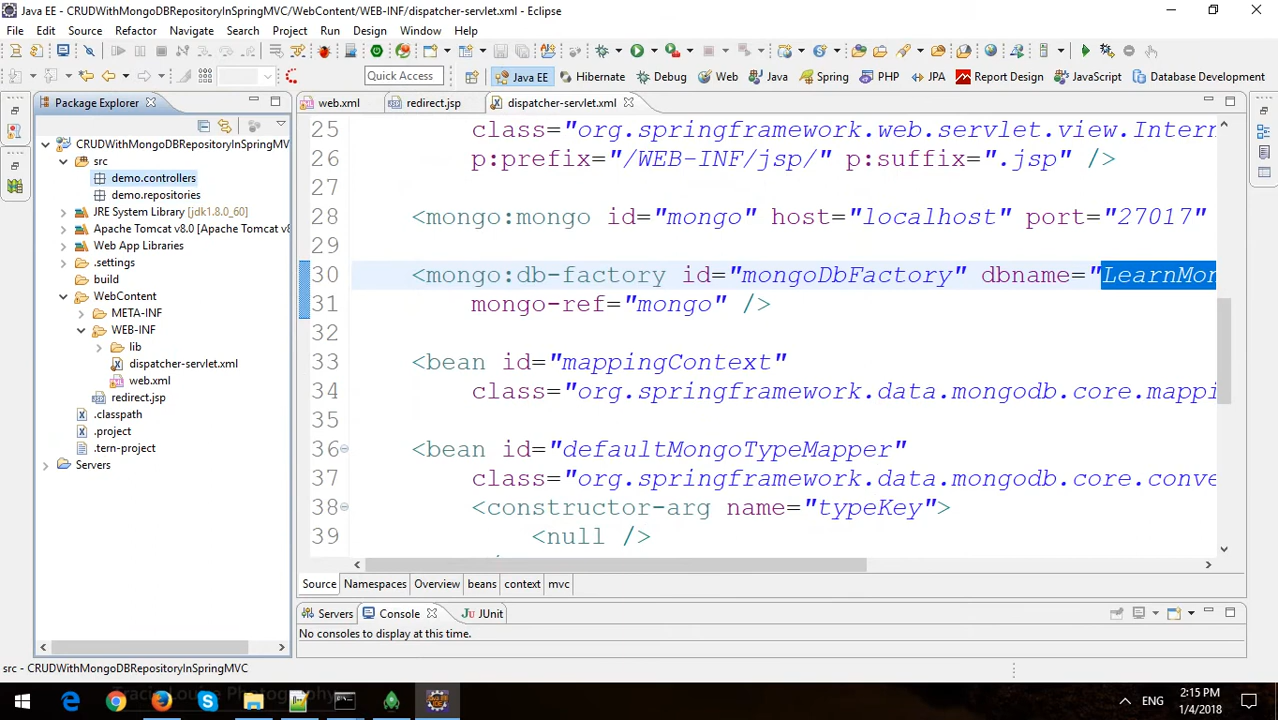 Java EE - CRUDWithMongoDBRepositoryInSpringMVC/WebContent/WEB-INF/dispatcher-servlet.xml - Eclipse
File Edit Source Refactor Navigate Search Project Run Design Window Help
Quick Access Java EE Hibernate Debug Web Java Spring PHP JPA Report Design JavaScript Database Development
Package Explorer
CRUDWithMongoDBRepositoryInSpringMV
src
demo.controllers
demo.repositories
JRE System Library [jdk1.8.0_60]
Apache Tomcat v8.0 [Apache Tomcat v
Web App Libraries
.settings
build
WebContent
META-INF
WEB-INF
lib
dispatcher-servlet.xml
web.xml
redirect.jsp
.classpath
.project
.tern-project
Servers
web.xml redirect.jsp dispatcher-servlet.xml
25 class="org.springframework.web.servlet.view.Intern
26 p:prefix="/WEB-INF/jsp/" p:suffix=".jsp" />
27
28 <mongo:mongo id="mongo" host="localhost" port="27017"
29
30 <mongo:db-factory id="mongoDbFactory" dbname="LearnMon
31 mongo-ref="mongo" />
32
33 <bean id="mappingContext"
34 class="org.springframework.data.mongodb.core.mappi
35
36 <bean id="defaultMongoTypeMapper"
37 class="org.springframework.data.mongodb.core.conve
38 <constructor-arg name="typeKey">
39 <null />
Source Namespaces Overview beans context mvc
Servers Console JUnit
No consoles to display at this time.
src - CRUDWithMongoDBRepositoryInSpringMVC
ENG
2:15 PM
1/4/2018